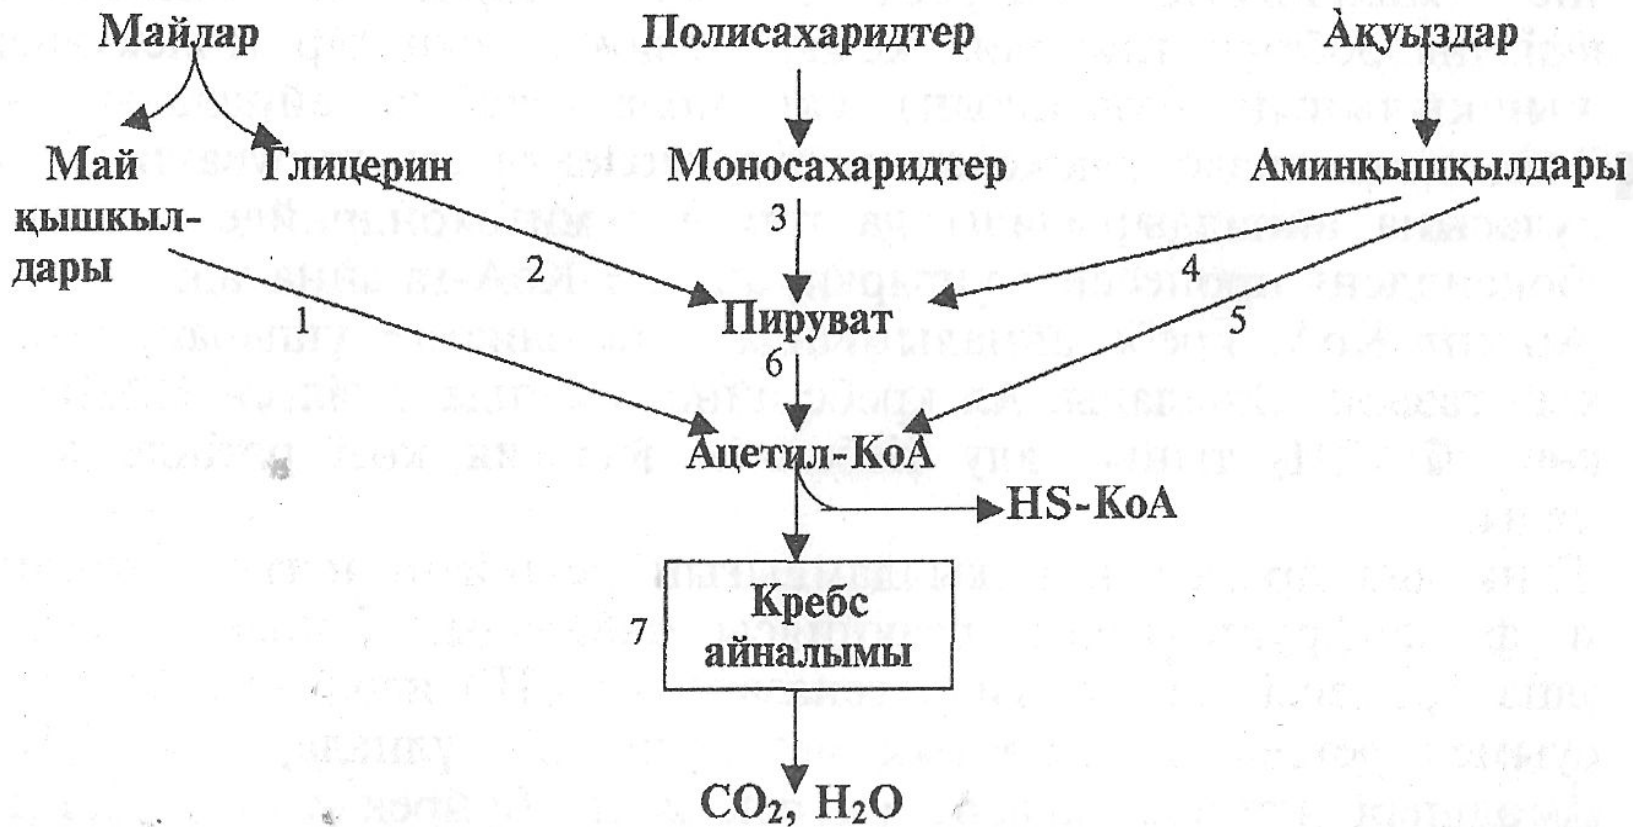 Майлар
Полисахаридтер
Ақуыздар
Май
қышкыл-
дары
Глицерин
Моносахаридтер
Аминқышқылдары
1
2
3
4
5
Пируват
6
Ацетил-КоА
HS-КоА
7
Кребс
айналымы
CO₂, H₂O